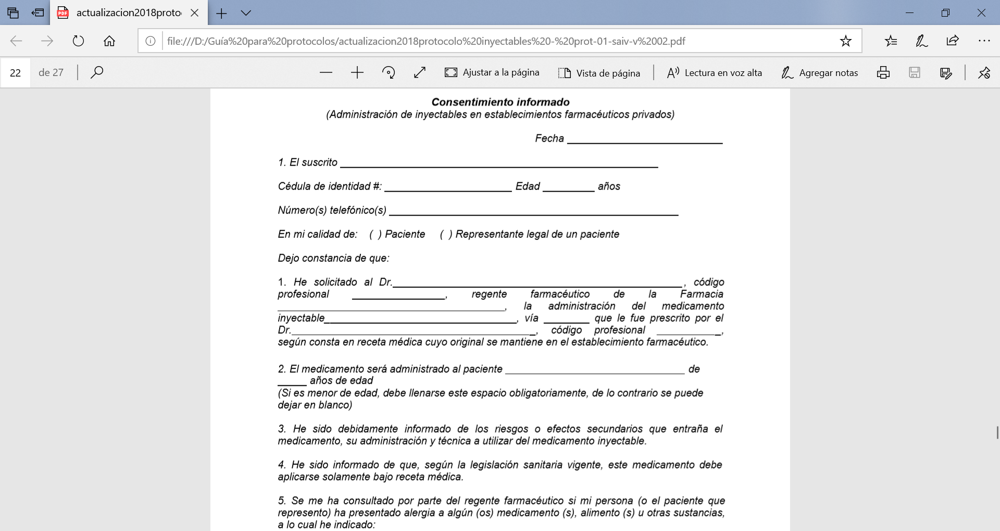 actualizacion2018proto
file:///D:/Guía%20para%20protocolos/actualizacion2018protocolo%20inyectables%20-%20prot-01-saiv-v%2002.pdf
22 de 27 Ajustar a la página Vista de página Lectura en voz alta Agregar notas
Consentimiento informado
(Administración de inyectables en establecimientos farmacéuticos privados)
Fecha ___________________________
1. El suscrito _______________________________________________________
Cédula de identidad #: ______________________ Edad _________ años
Número(s) telefónico(s) __________________________________________________
En mi calidad de: ( ) Paciente ( ) Representante legal de un paciente
Dejo constancia de que:
1. He solicitado al Dr.__________________________________________________, código
profesional ________________, regente farmacéutico de la Farmacia
_______________________________________, la administración del medicamento
inyectable_________________________________, vía ________ que le fue prescrito por el
Dr.__________________________________________, código profesional ___________,
según consta en receta médica cuyo original se mantiene en el establecimiento farmacéutico.
2. El medicamento será administrado al paciente _______________________________ de
_____ años de edad
(Si es menor de edad, debe llenarse este espacio obligatoriamente, de lo contrario se puede
dejar en blanco)
3. He sido debidamente informado de los riesgos o efectos secundarios que entraña el
medicamento, su administración y técnica a utilizar del medicamento inyectable.
4. He sido informado de que, según la legislación sanitaria vigente, este medicamento debe
aplicarse solamente bajo receta médica.
5. Se me ha consultado por parte del regente farmacéutico si mi persona (o el paciente que
represento) ha presentado alergia a algún (os) medicamento (s), alimento (s) u otras sustancias,
a lo cual he indicado: